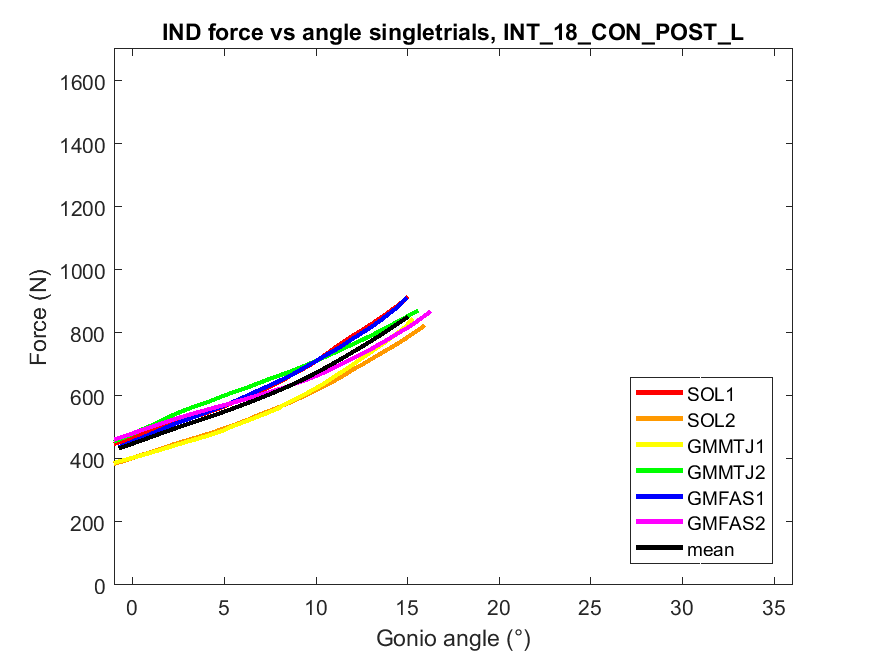 IND force vs angle singletrials, INT_18_CON_POST_L
1600
1400
1200
1000
800
600
400
200
0
Force (N)
0 5 10 15 20 25 30 35
Gonio angle (°)
SOL1
SOL2
GMMTJ1
GMMTJ2
GMFAS1
GMFAS2
mean